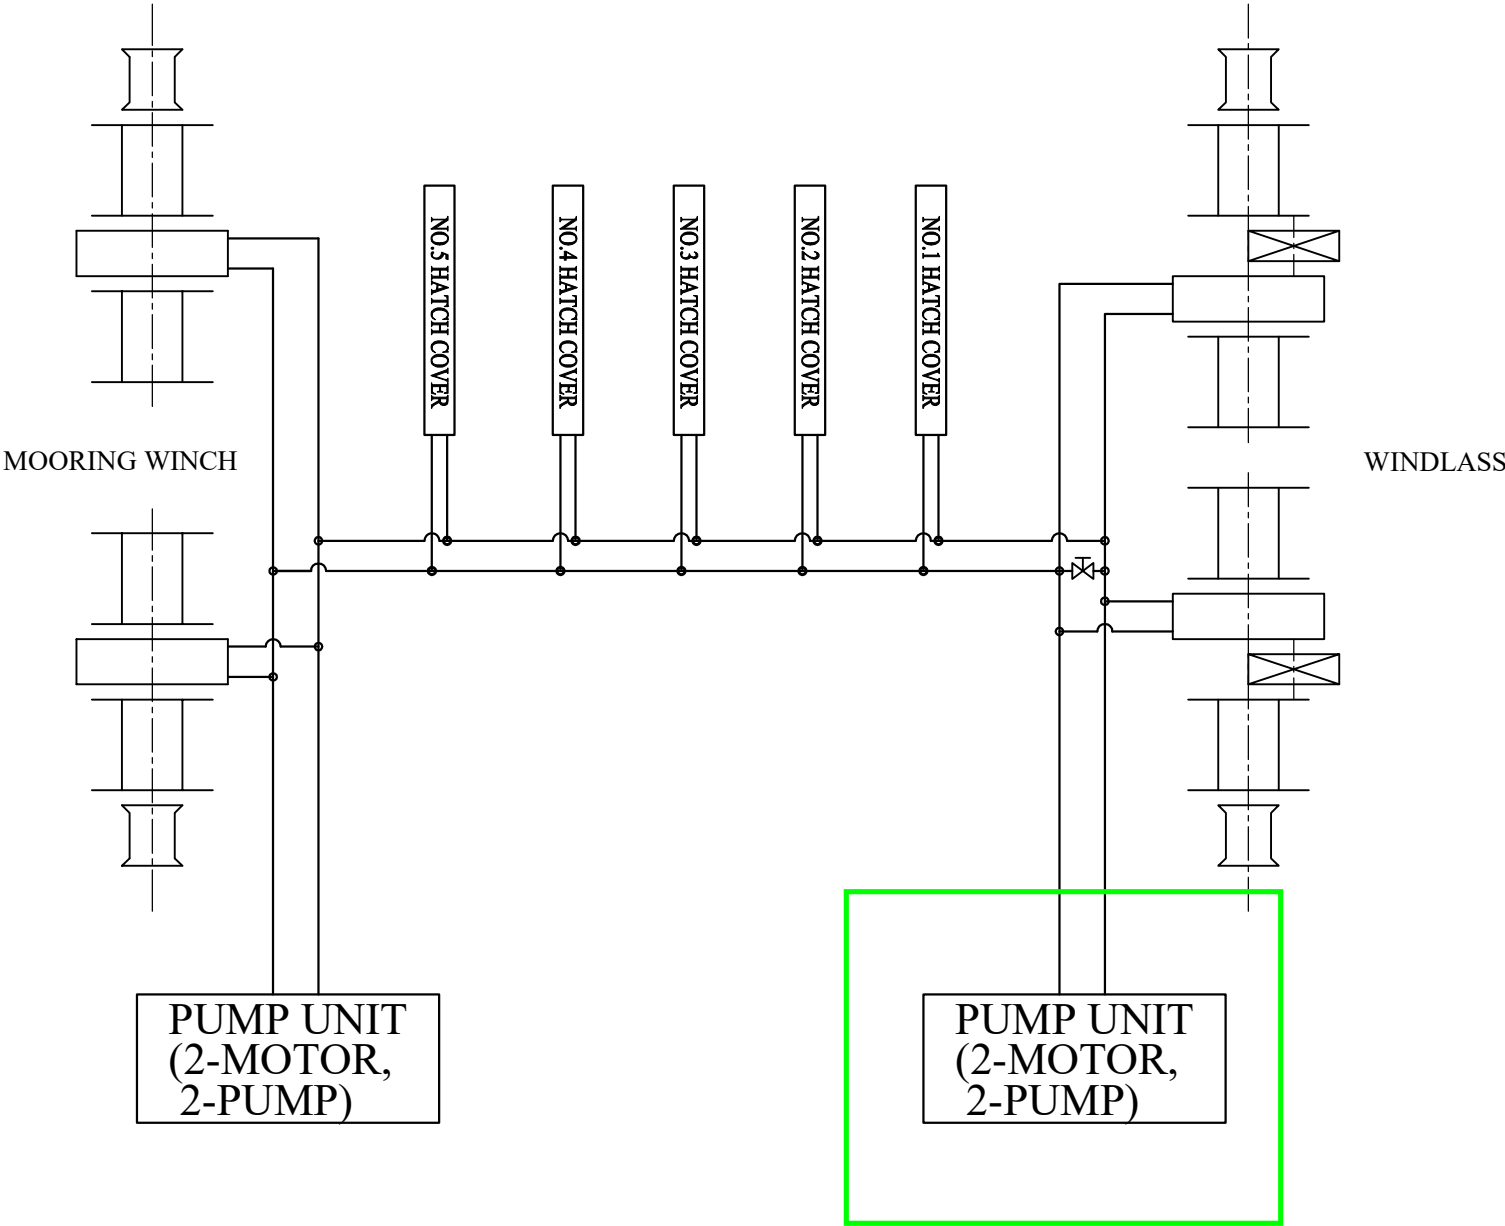 NO.5 HATCH COVER
NO.4 HATCH COVER
NO.3 HATCH COVER
NO.2 HATCH COVER
NO.1 HATCH COVER
MOORING WINCH
WINDLASS
PUMP UNIT
(2-MOTOR,
2-PUMP)
PUMP UNIT
(2-MOTOR,
2-PUMP)